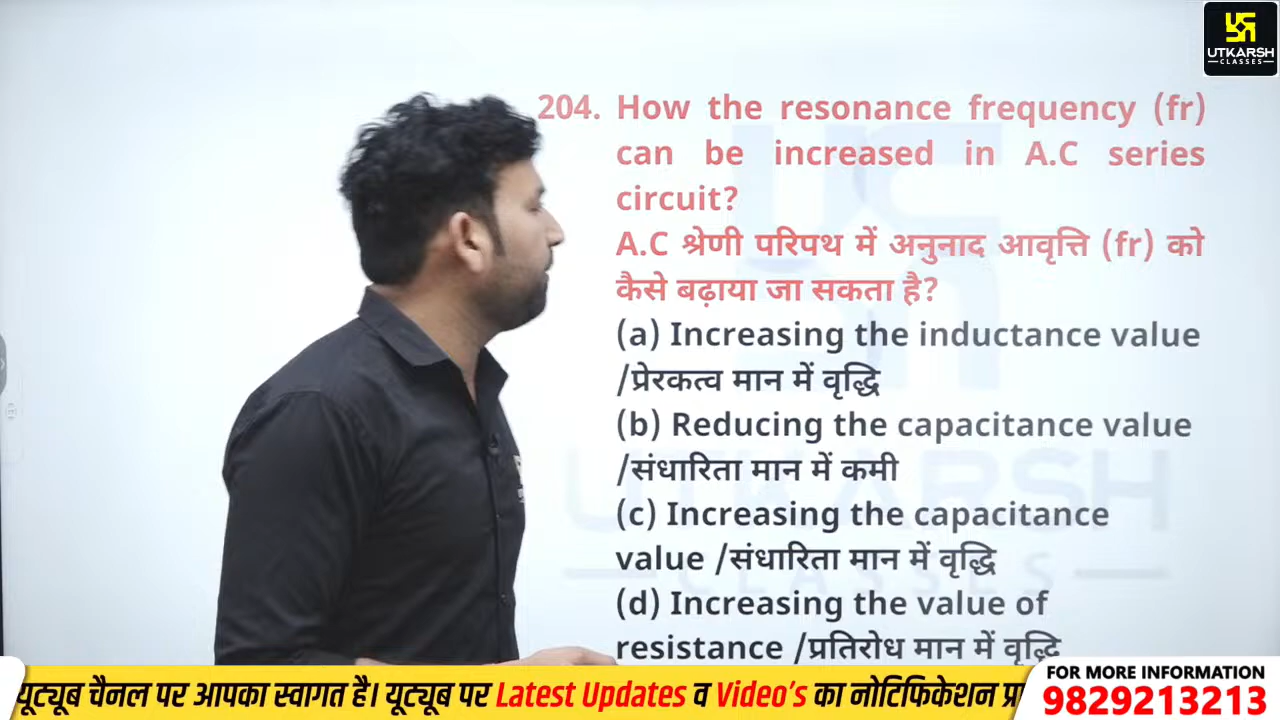 UTKARSH
CLASSES
204. How the resonance frequency (fr)
can be increased in A.C series
circuit?
A.C श्रेणी परिपथ में अनुनाद आवृत्ति (fr) को
कैसे बढ़ाया जा सकता है?
(a) Increasing the inductance value
/प्रेरकत्व मान में वृद्धि
(b) Reducing the capacitance value
/संधारिता मान में कमी
(c) Increasing the capacitance
value /संधारिता मान में वृद्धि
(d) Increasing the value of
resistance /प्रतिरोध मान में वृद्धि
UTKARSH
CLASSES
यूट्यूब चैनल पर आपका स्वागत है। यूट्यूब पर Latest Updates व Video's का नोटिफिकेशन
FOR MORE INFORMATION
9829213213